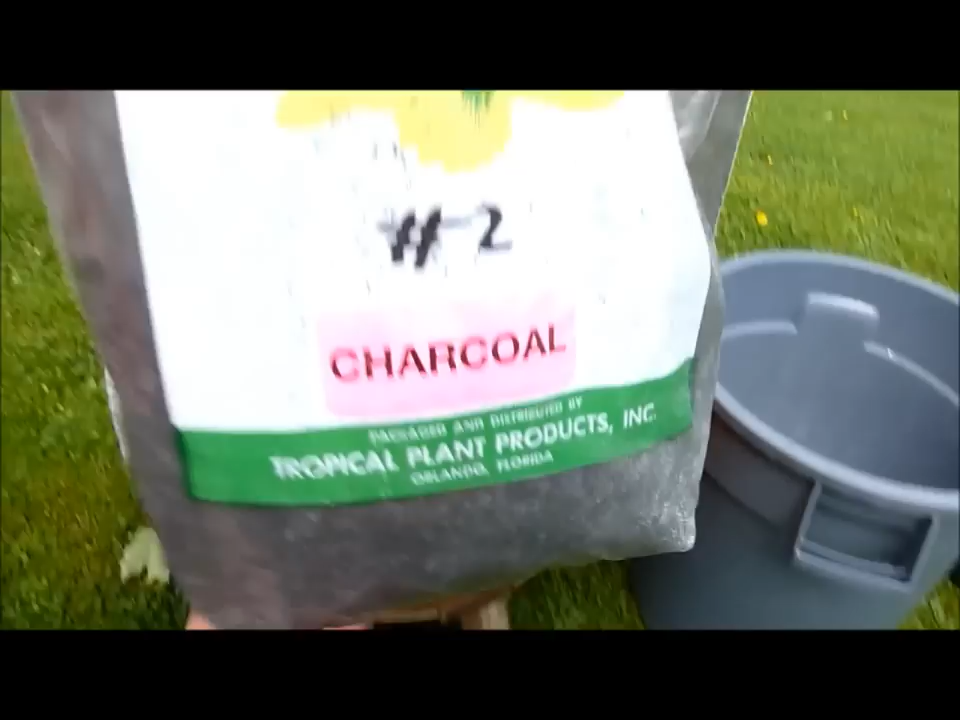 #2
CHARCOAL
PACKAGED AND DISTRIBUTED BY
TROPICAL PLANT PRODUCTS, INC.
ORLANDO, FLORIDA